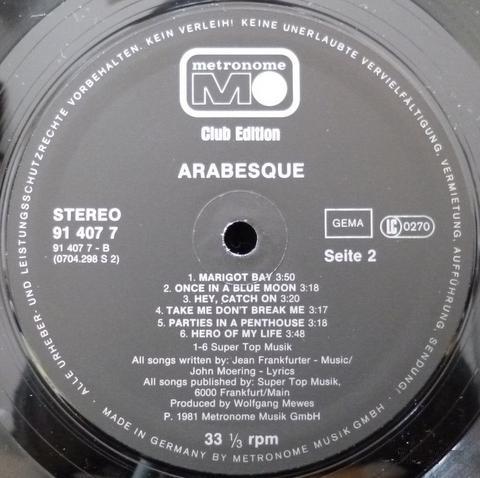 ALLE URHEBER- UND LEISTUNGSSCHUTZRECHTE VORBEHALTEN. KEIN VERLEIH! KEINE UNERLAUBTE VERVIELFÄLTIGUNG, VERMIETUNG, AUFFÜHRUNG, SENDUNG!
metronome
M
Club Edition
ARABESQUE
STEREO
91 407 7
91 407 7 - B
(0704.298 S 2)
GEMA
LC 0270
Seite 2
1. MARIGOT BAY 3:50
2. ONCE IN A BLUE MOON 3:18
3. HEY, CATCH ON 3:20
4. TAKE ME DON'T BREAK ME 3:17
5. PARTIES IN A PENTHOUSE 3:18
6. HERO OF MY LIFE 3:48
1-6 Super Top Musik
All songs written by: Jean Frankfurter - Music/
John Moering - Lyrics
All songs published by: Super Top Musik,
6000 Frankfurt/Main
Produced by Wolfgang Mewes
P. 1981 Metronome Musik GmbH
33 1/3 rpm
MADE IN GERMANY BY METRONOME MUSIK GMBH